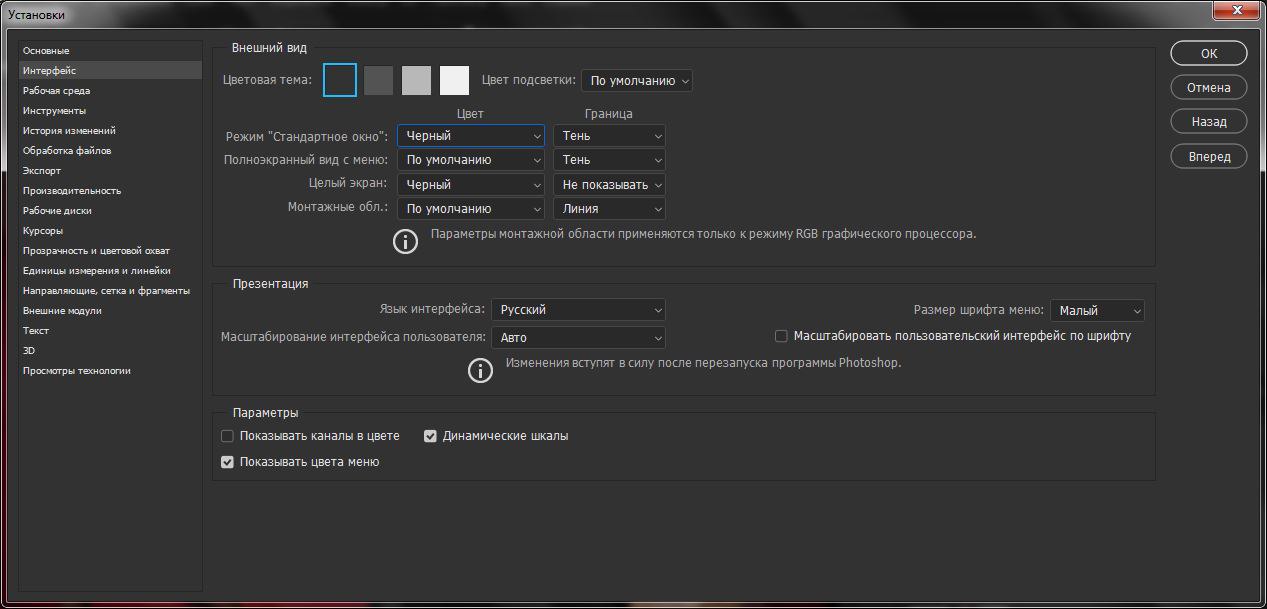 Установки
Основные
Интерфейс
Рабочая среда
Инструменты
История изменений
Обработка файлов
Экспорт
Производительность
Рабочие диски
Курсоры
Прозрачность и цветовой охват
Единицы измерения и линейки
Направляющие, сетка и фрагменты
Внешние модули
Текст
3D
Просмотры технологии
Внешний вид
Цветовая тема: Цвет подсветки: По умолчанию
Цвет Граница
Режим "Стандартное окно": Черный Тень
Полноэкранный вид с меню: По умолчанию Тень
Целый экран: Черный Не показывать
Монтажные обл.: По умолчанию Линия
Параметры монтажной области применяются только к режиму RGB графического процессора.
Презентация
Язык интерфейса: Русский Размер шрифта меню: Малый
Масштабирование интерфейса пользователя: Авто Масштабировать пользовательский интерфейс по шрифту
Изменения вступят в силу после перезапуска программы Photoshop.
Параметры
Показывать каналы в цвете Динамические шкалы
Показывать цвета меню
ОК
Отмена
Назад
Вперед